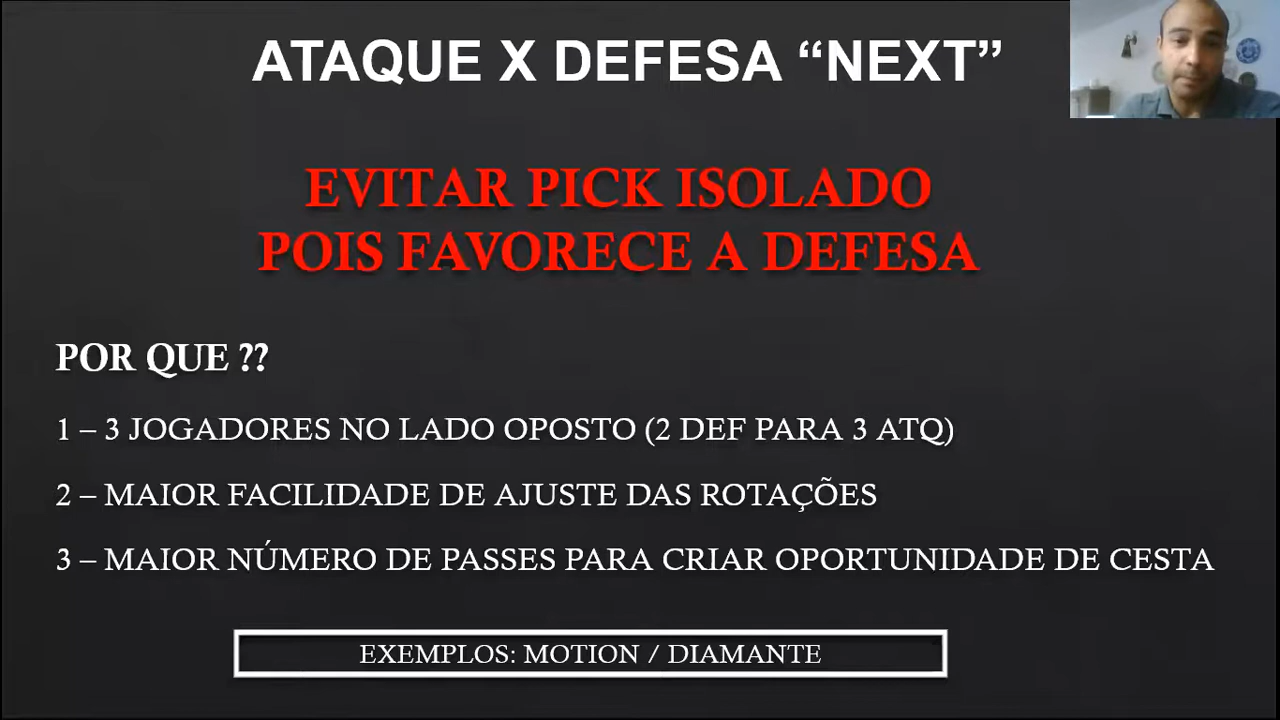 ATAQUE X DEFESA “NEXT”
EVITAR PICK ISOLADO
POIS FAVORECE A DEFESA
POR QUE ??
1 – 3 JOGADORES NO LADO OPOSTO (2 DEF PARA 3 ATQ)
2 – MAIOR FACILIDADE DE AJUSTE DAS ROTAÇÕES
3 – MAIOR NÚMERO DE PASSES PARA CRIAR OPORTUNIDADE DE CESTA
EXEMPLOS: MOTION / DIAMANTE